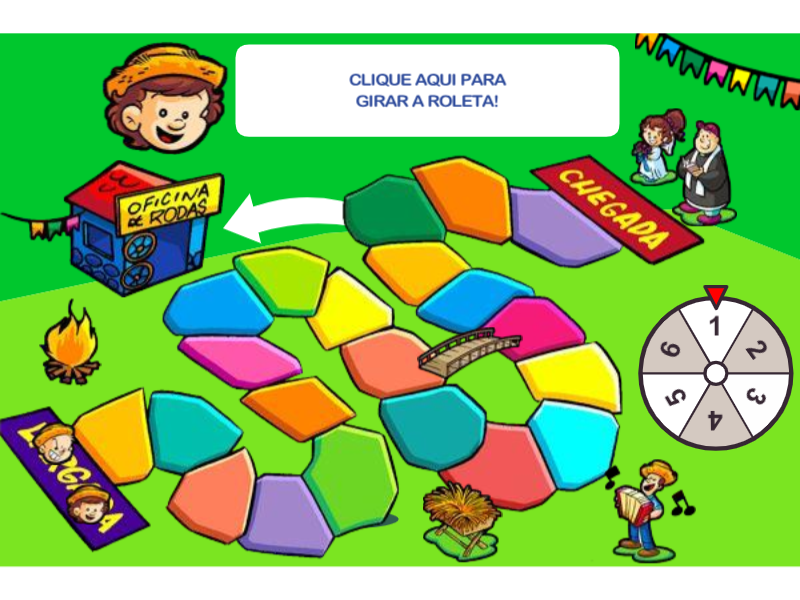 CLIQUE AQUI PARA
GIRAR A ROLETA!
OFICINA
DE RODAS
CHEGADA
1
2
3
4
5
6
LARGADA